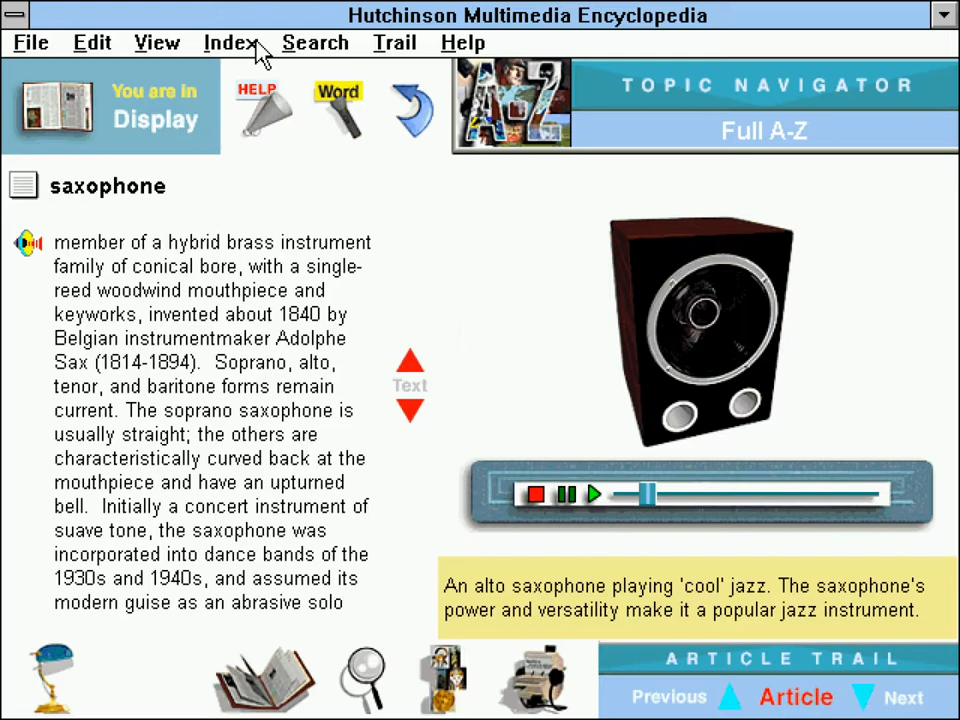 Hutchinson Multimedia Encyclopedia
File Edit View Index Search Trail Help
You are in
Display
HELP
Word
A-Z
TOPIC NAVIGATOR
Full A-Z
saxophone
member of a hybrid brass instrument
family of conical bore, with a single-
reed woodwind mouthpiece and
keyworks, invented about 1840 by
Belgian instrumentmaker Adolphe
Sax (1814-1894). Soprano, alto,
tenor, and baritone forms remain
current. The soprano saxophone is
usually straight; the others are
characteristically curved back at the
mouthpiece and have an upturned
bell. Initially a concert instrument of
suave tone, the saxophone was
incorporated into dance bands of the
1930s and 1940s, and assumed its
modern guise as an abrasive solo
Text
An alto saxophone playing 'cool' jazz. The saxophone's
power and versatility make it a popular jazz instrument.
ARTICLE TRAIL
Previous Article Next